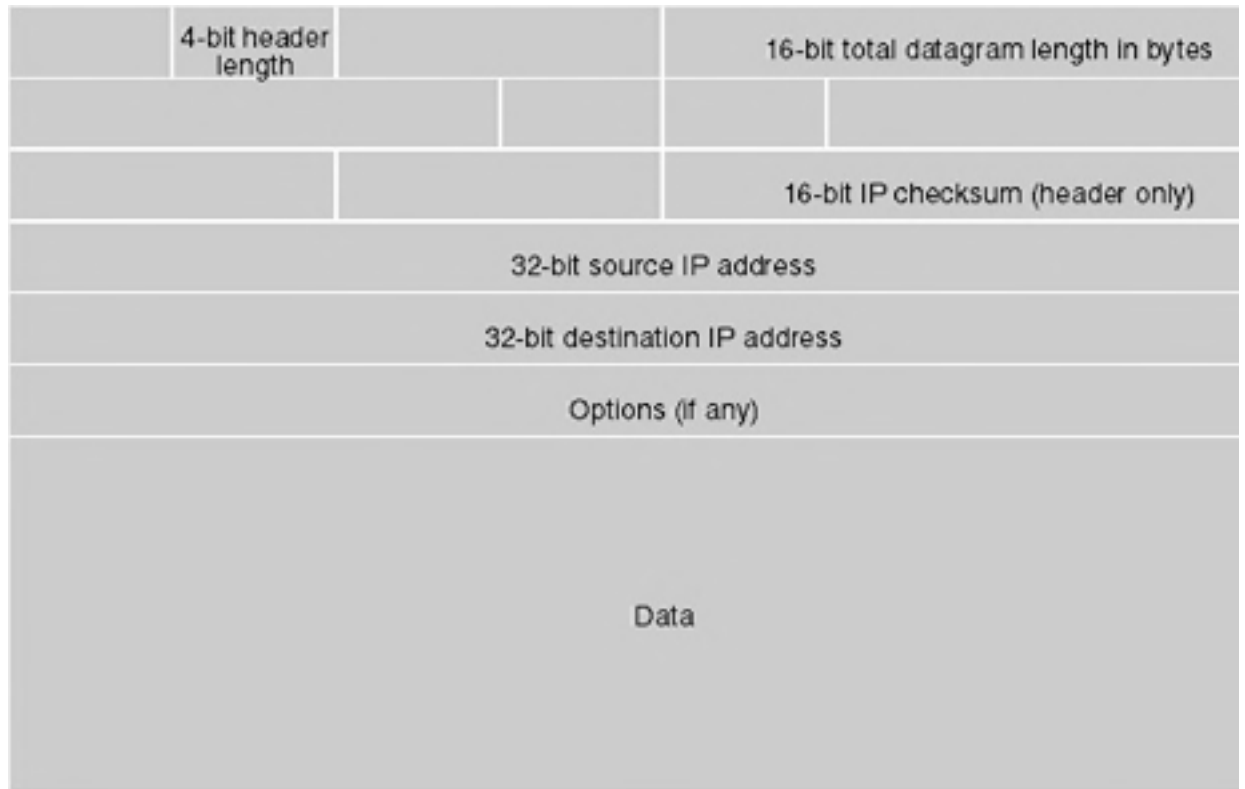 4-bit header
length
16-bit total datagram length in bytes
16-bit IP checksum (header only)
32-bit source IP address
32-bit destination IP address
Options (if any)
Data